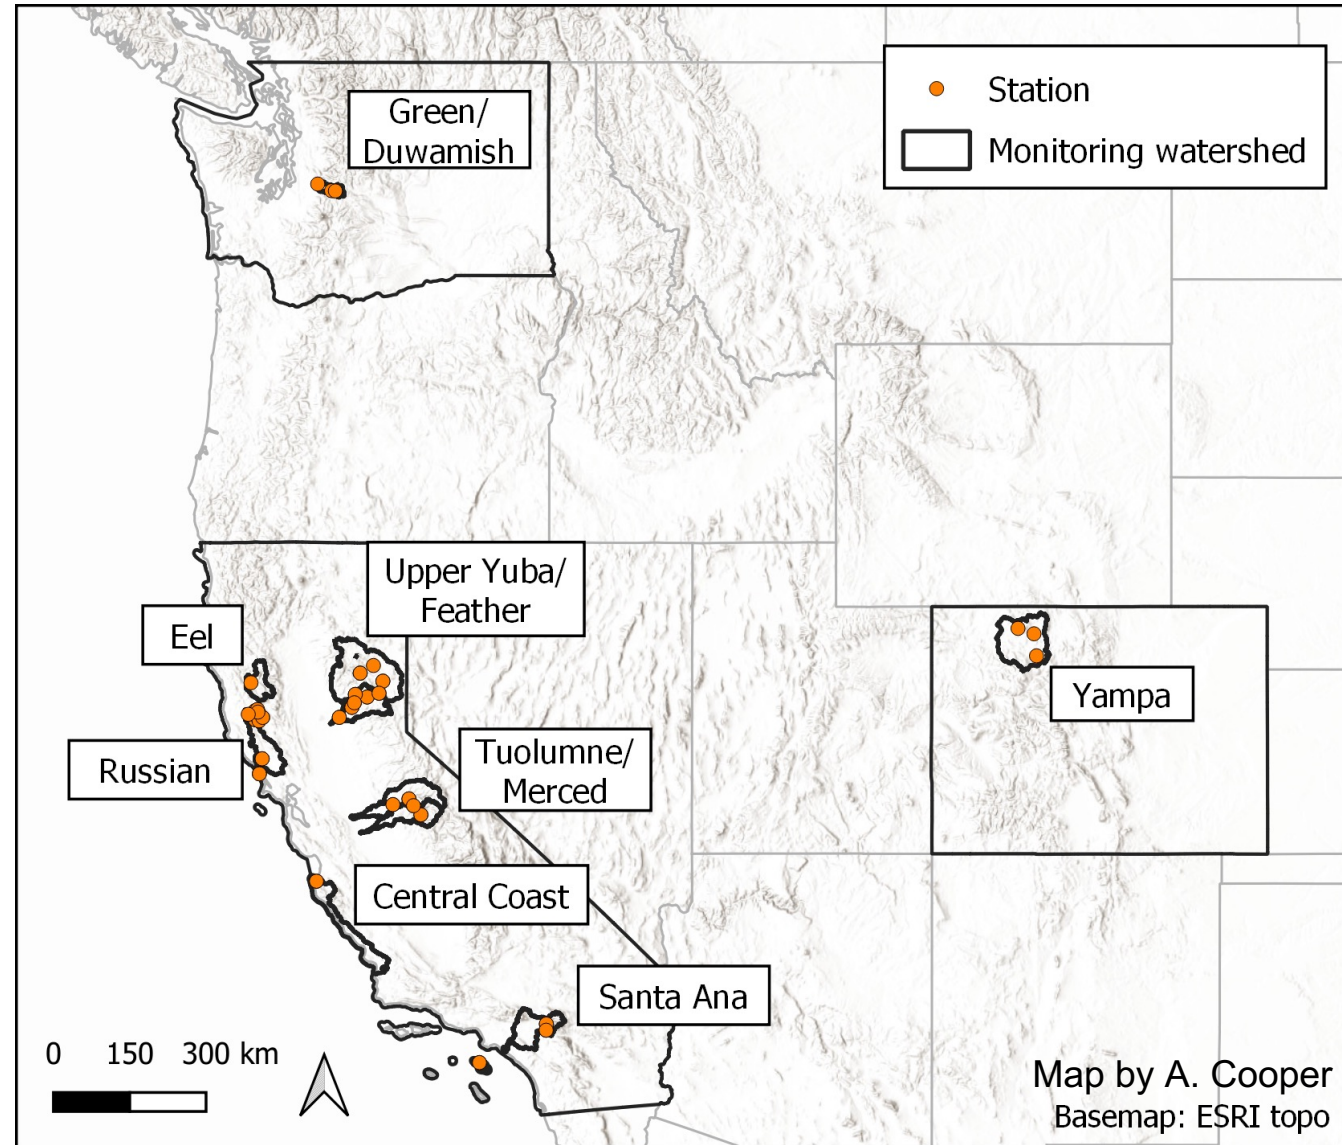 Green/
Duwamish
Station
Monitoring watershed
Upper Yuba/
Feather
Eel
Yampa
Russian
Tuolumne/
Merced
Central Coast
Santa Ana
0 150 300 km
Map by A. Cooper
Basemap: ESRI topo